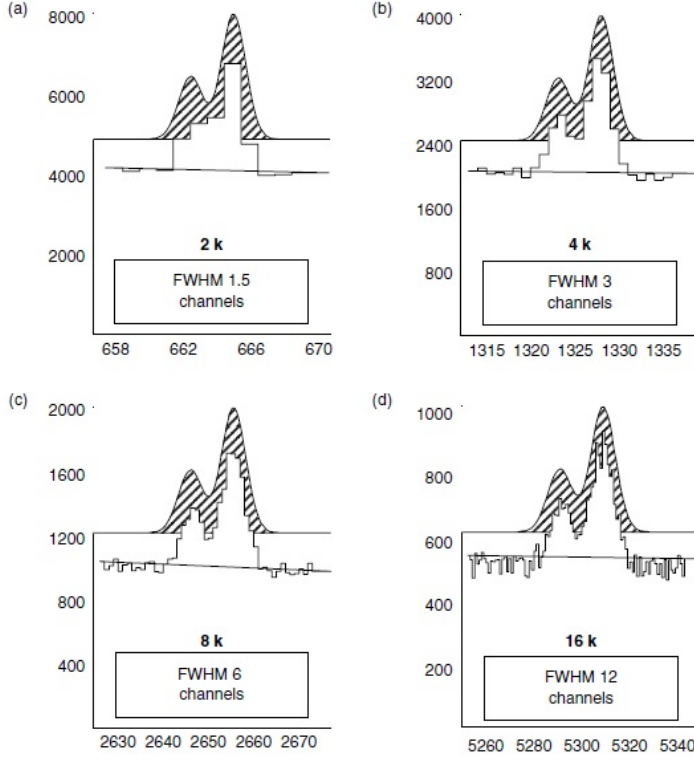 (a)
8000
6000
4000
2000
2 k
FWHM 1.5
channels
658 662 666 670
(b)
4000
3200
2400
1600
800
4 k
FWHM 3
channels
1315 1320 1325 1330 1335
(c)
2000
1600
1200
800
400
8 k
FWHM 6
channels
2630 2640 2650 2660 2670
(d)
1000
800
600
400
200
16 k
FWHM 12
channels
5260 5280 5300 5320 5340